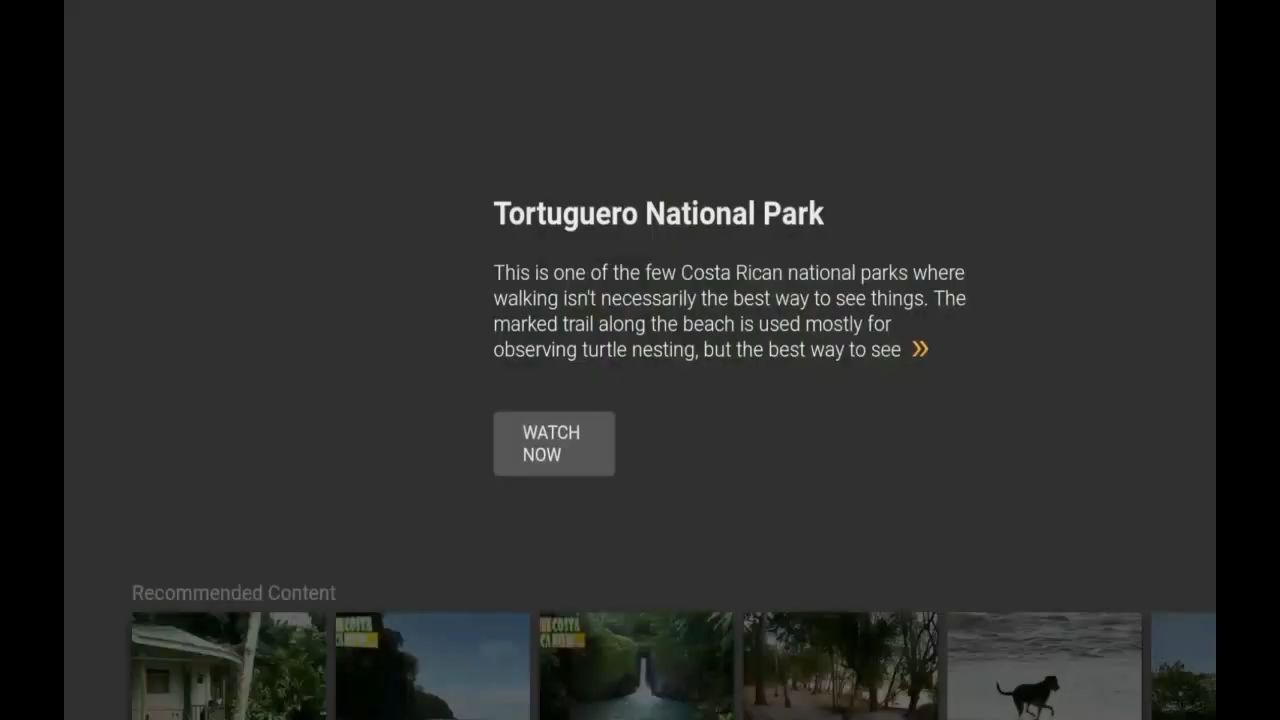 Tortuguero National Park
This is one of the few Costa Rican national parks where
walking isn't necessarily the best way to see things. The
marked trail along the beach is used mostly for
observing turtle nesting, but the best way to see »
WATCH
NOW
Recommended Content